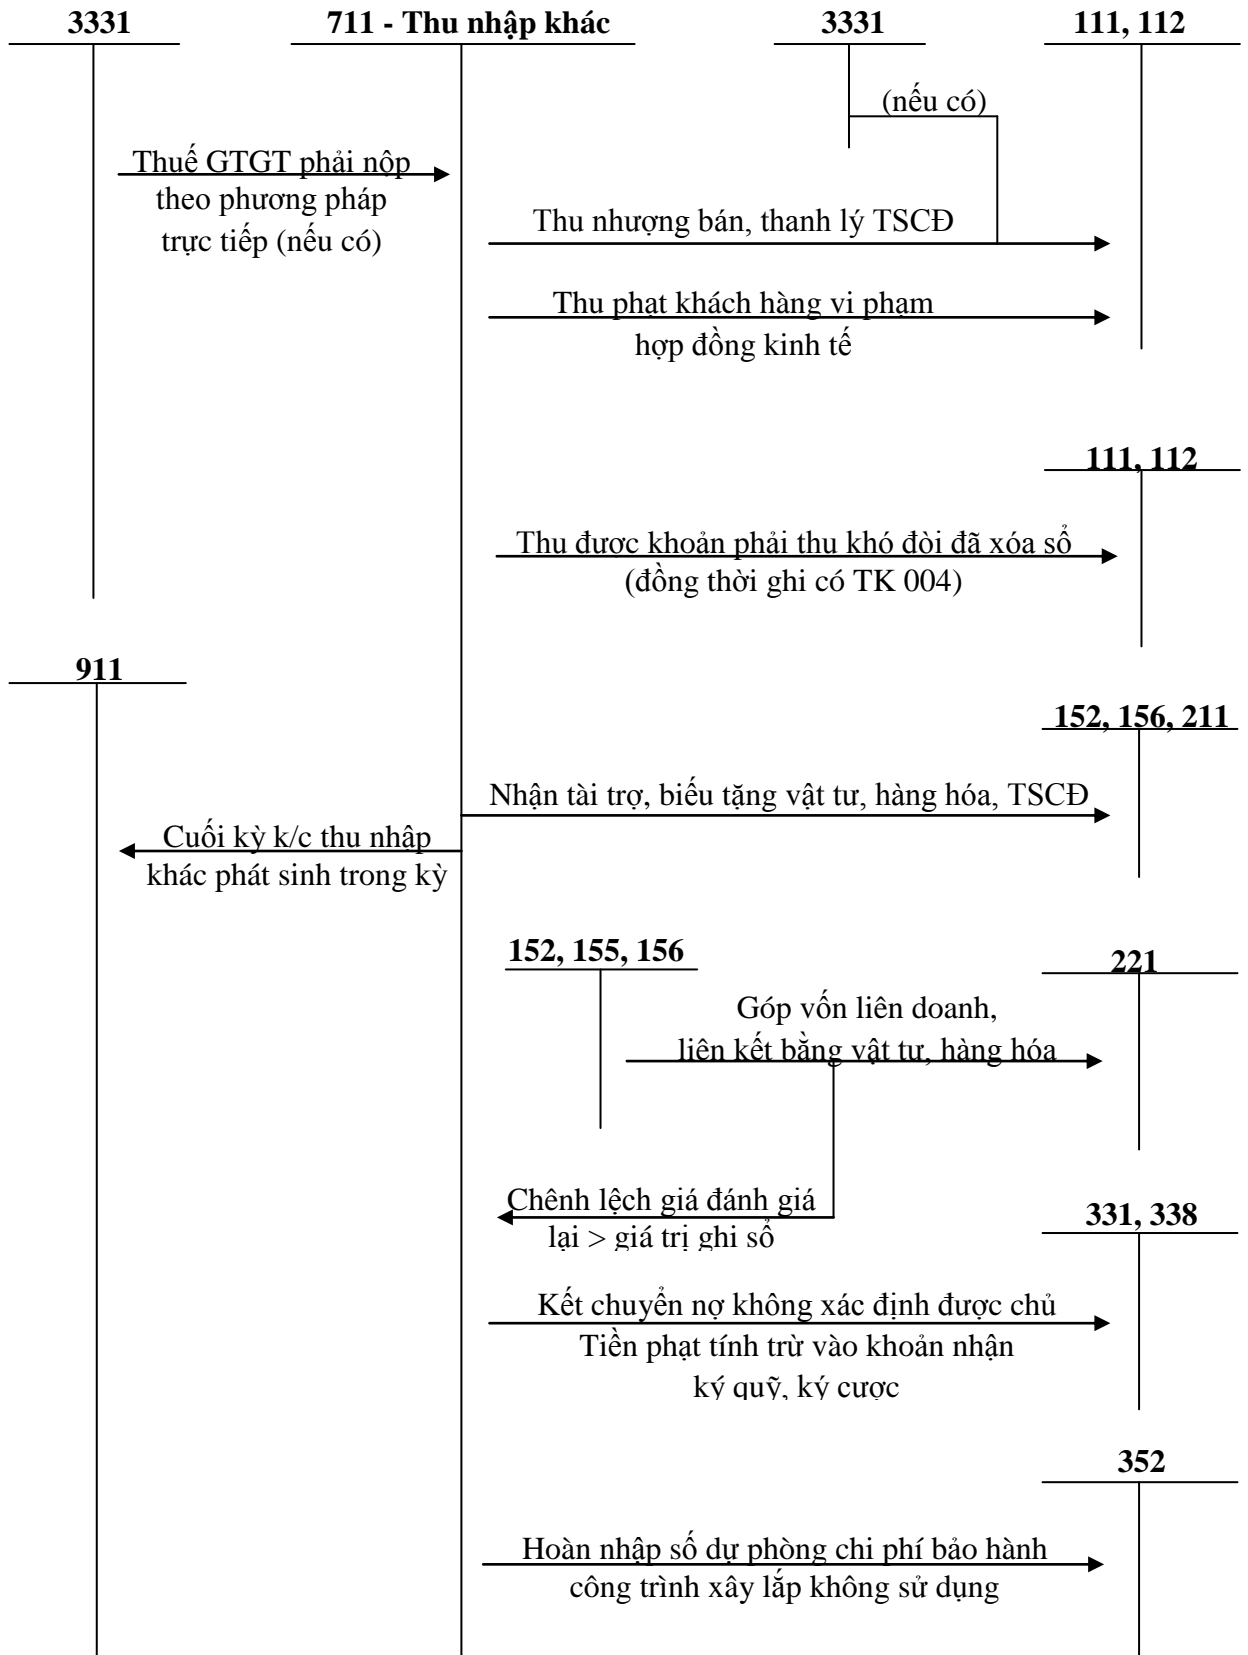 3331
711 - Thu nhập khác
3331
111, 112
(nếu có)
Thuế GTGT phải nộp
theo phương pháp
trực tiếp (nếu có)
Thu nhượng bán, thanh lý TSCĐ
Thu phạt khách hàng vi phạm
hợp đồng kinh tế
111, 112
Thu đươc khoản phải thu khó đòi đã xóa sổ
(đồng thời ghi có TK 004)
911
152, 156, 211
Nhận tài trợ, biếu tặng vật tư, hàng hóa, TSCĐ
Cuối kỳ k/c thu nhập
khác phát sinh trong kỳ
152, 155, 156
221
Góp vốn liên doanh,
liên kết bằng vật tư, hàng hóa
Chênh lệch giá đánh giá
lại > giá trị ghi sổ
331, 338
Kết chuyển nợ không xác định được chủ
Tiền phạt tính trừ vào khoản nhận
ký quỹ, ký cược
352
Hoàn nhập số dự phòng chi phí bảo hành
công trình xây lắp không sử dụng